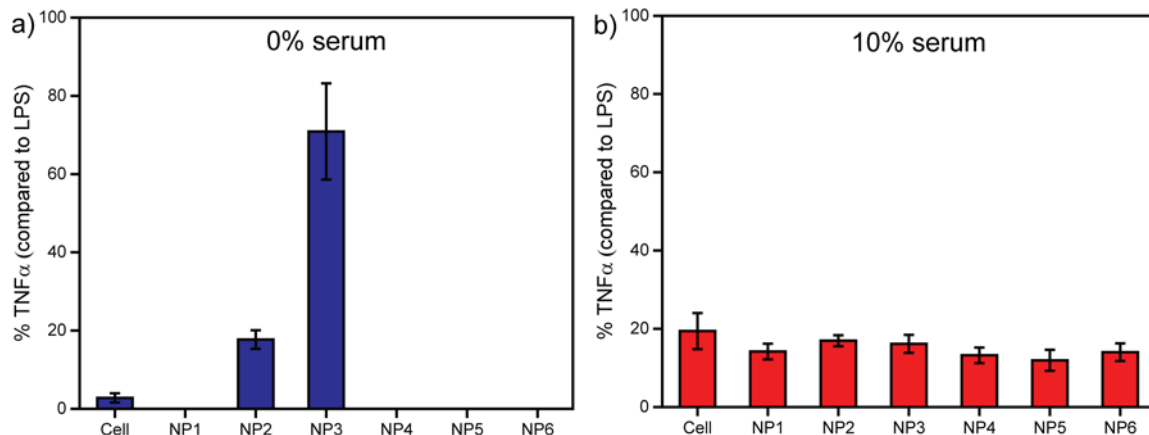 a)
0% serum
% TNFα (compared to LPS)
100
80
60
40
20
0
Cell NP1 NP2 NP3 NP4 NP5 NP6
b)
10% serum
% TNFα (compared to LPS)
100
80
60
40
20
0
Cell NP1 NP2 NP3 NP4 NP5 NP6